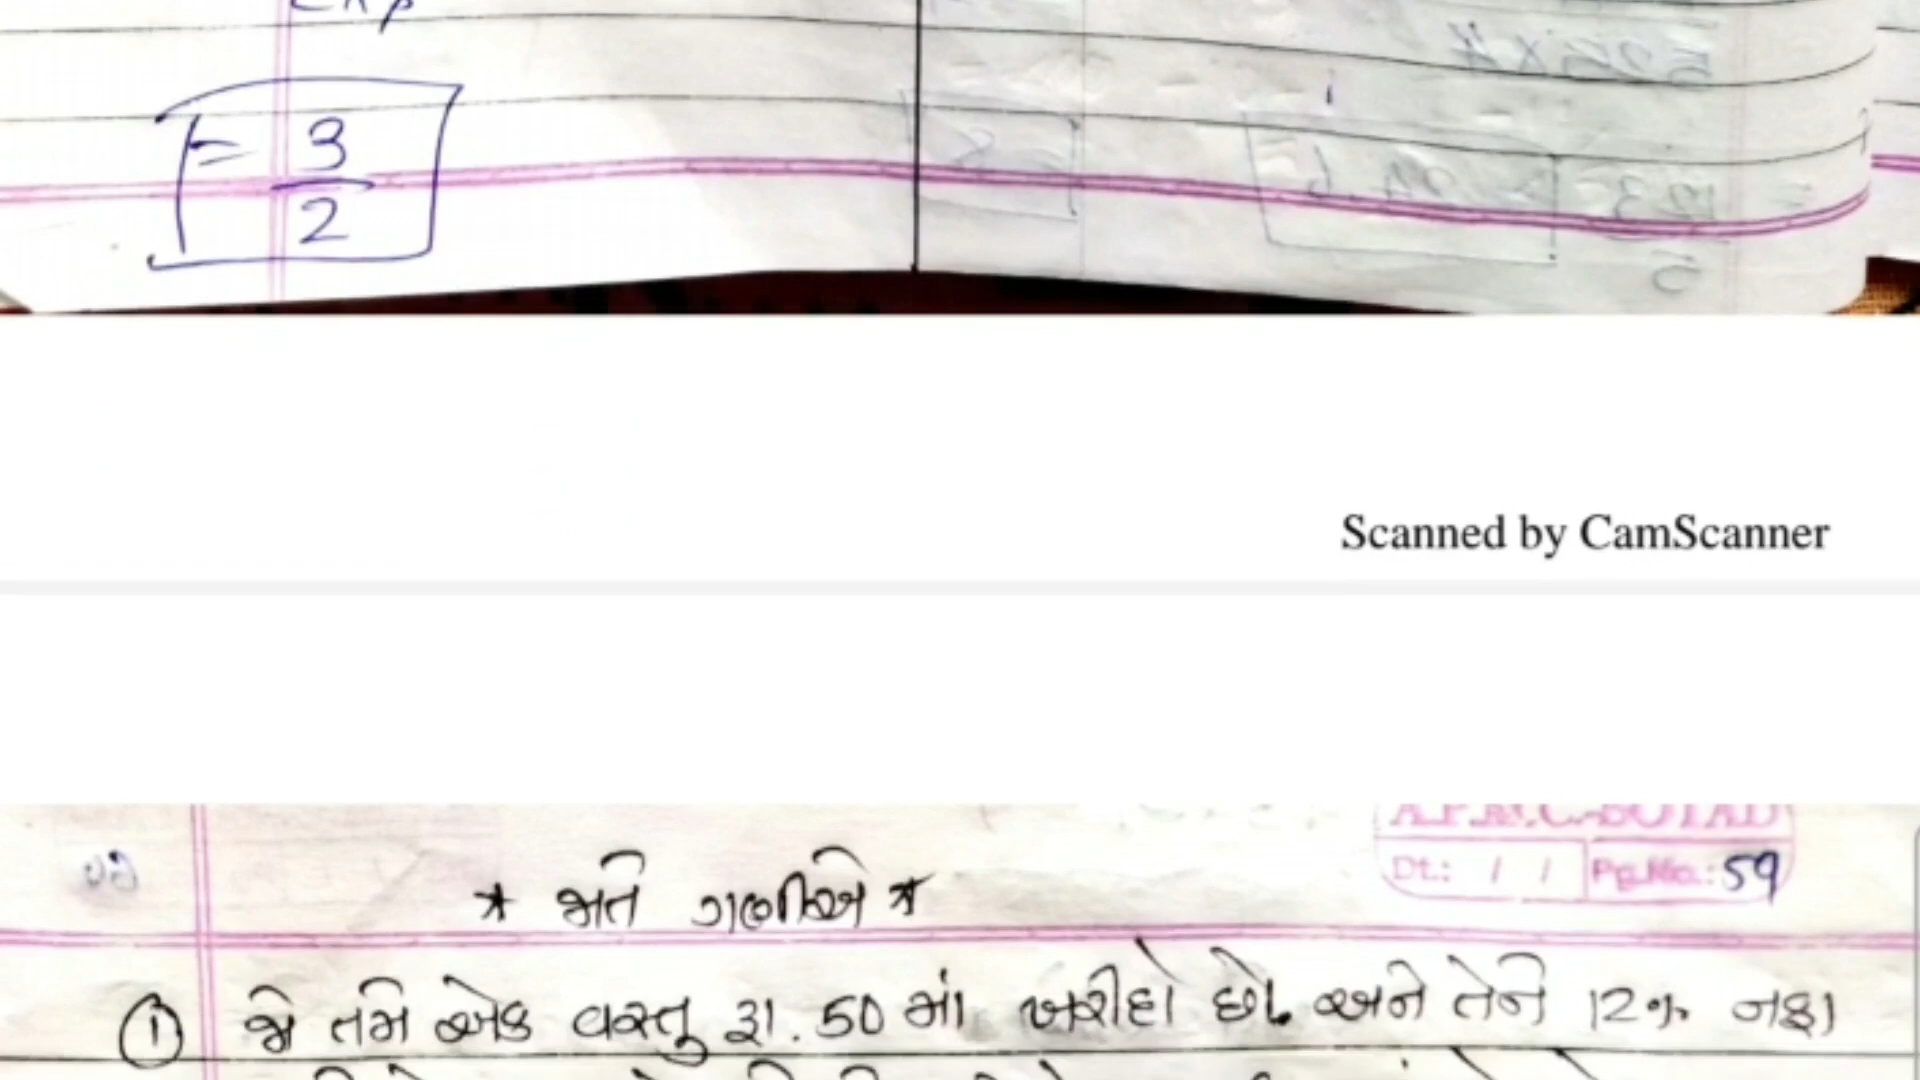 = 3
2
Scanned by CamScanner
A.P.M.C.-BOTAD
Dt.: / / Pg.No.: 59
* જાતે ગણીએ *
① જો તમે એક વસ્તુ રૂા. 50 માં ખરીદો છો. અને તેને 12% નફા